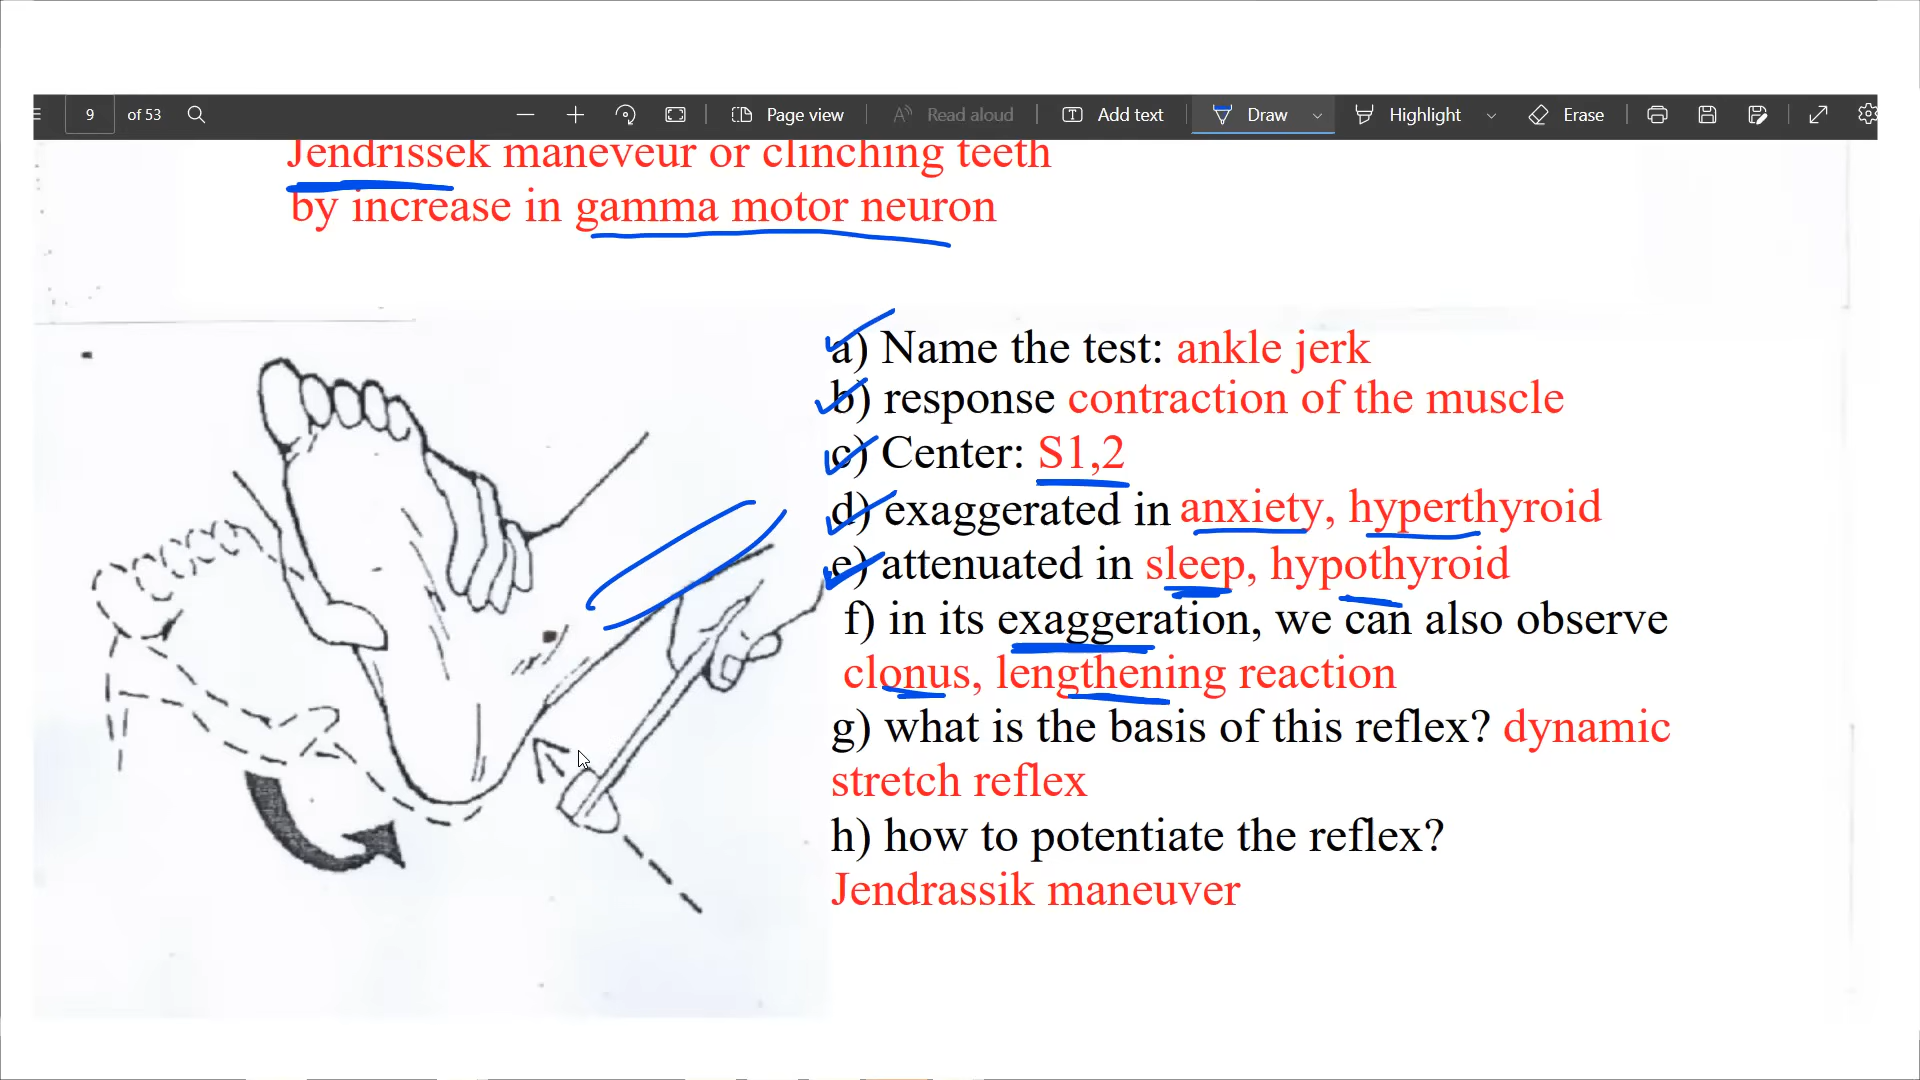 9 of 53 Page view Read aloud Add text Draw Highlight Erase
Jendrissek maneveur or clinching teeth
by increase in gamma motor neuron
a) Name the test: ankle jerk
b) response contraction of the muscle
c) Center: S1,2
d) exaggerated in anxiety, hyperthyroid
e) attenuated in sleep, hypothyroid
f) in its exaggeration, we can also observe
clonus, lengthening reaction
g) what is the basis of this reflex? dynamic
stretch reflex
h) how to potentiate the reflex?
Jendrassik maneuver